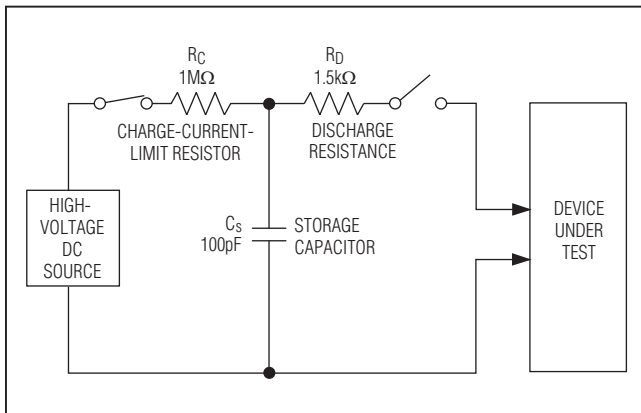 R_C
1MΩ
CHARGE-CURRENT-
LIMIT RESISTOR
R_D
1.5kΩ
DISCHARGE
RESISTANCE
HIGH-
VOLTAGE
DC
SOURCE
C_S
100pF
STORAGE
CAPACITOR
DEVICE
UNDER
TEST